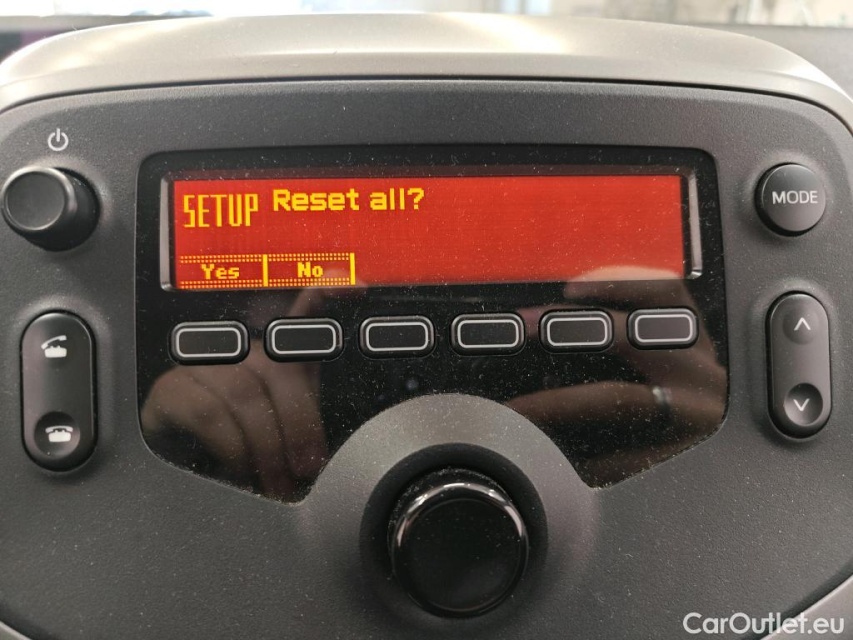 SETUP Reset all?
Yes No
MODE
CarOutlet.eu